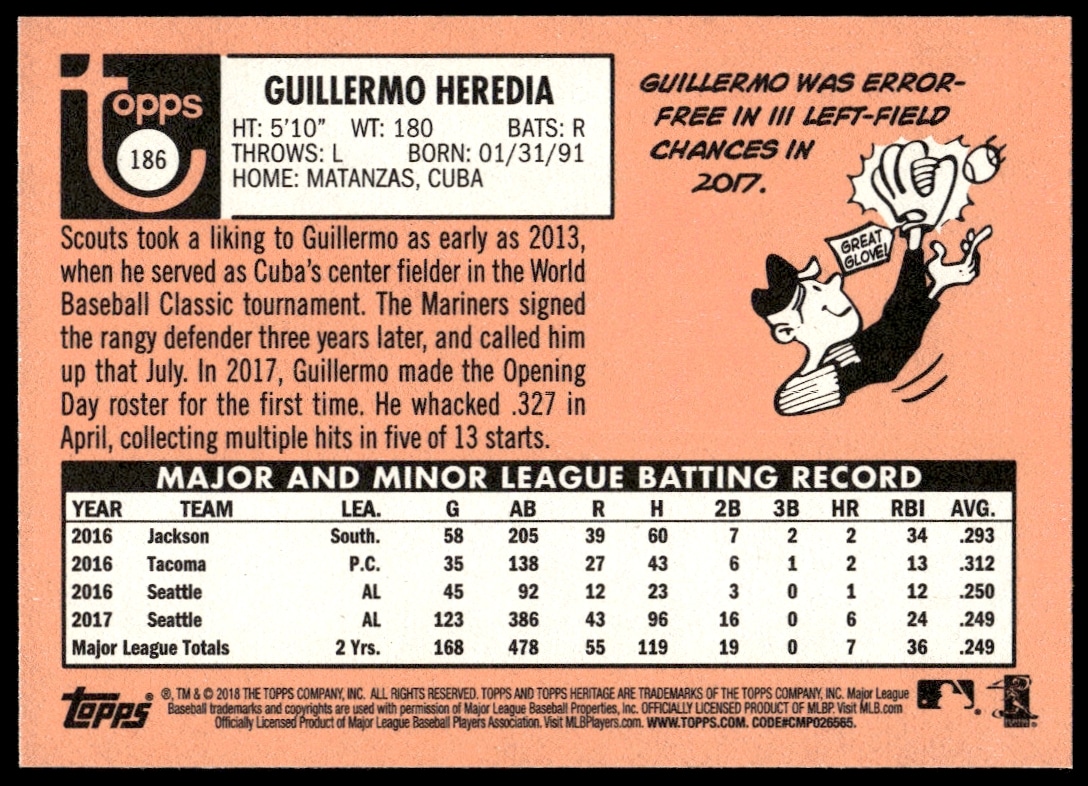 topps
186
GUILLERMO HEREDIA
HT: 5'10" WT: 180 BATS: R
THROWS: L BORN: 01/31/91
HOME: MATANZAS, CUBA
GUILLERMO WAS ERROR-
FREE IN 111 LEFT-FIELD
CHANCES IN
2017.
GREAT
GLOVE!
Scouts took a liking to Guillermo as early as 2013,
when he served as Cuba's center fielder in the World
Baseball Classic tournament. The Mariners signed
the rangy defender three years later, and called him
up that July. In 2017, Guillermo made the Opening
Day roster for the first time. He whacked .327 in
April, collecting multiple hits in five of 13 starts.
MAJOR AND MINOR LEAGUE BATTING RECORD
YEAR TEAM LEA. G AB R H 2B 3B HR RBI AVG.
2016 Jackson South. 58 205 39 60 7 2 2 34 .293
2016 Tacoma P.C. 35 138 27 43 6 1 2 13 .312
2016 Seattle AL 45 92 12 23 3 0 1 12 .250
2017 Seattle AL 123 386 43 96 16 0 6 24 .249
Major League Totals 2 Yrs. 168 478 55 119 19 0 7 36 .249
topps ®
®, TM & © 2018 THE TOPPS COMPANY, INC. ALL RIGHTS RESERVED. TOPPS AND TOPPS HERITAGE ARE TRADEMARKS OF THE TOPPS COMPANY, INC. Major League
Baseball trademarks and copyrights are used with permission of Major League Baseball Properties, Inc. OFFICIALLY LICENSED PRODUCT OF MLBP. Visit MLB.com
Officially Licensed Product of Major League Baseball Players Association. Visit MLBPlayers.com. WWW.TOPPS.COM. CODE#CMP026565.